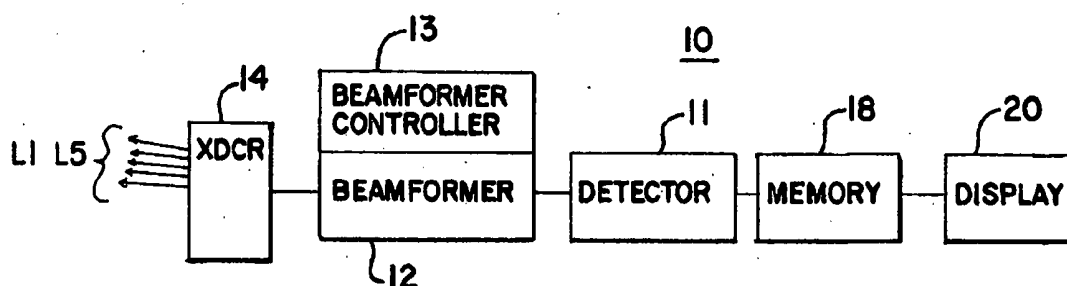 10
13
14
11
18
20
L1 L5
XDCR
BEAMFORMER
CONTROLLER
BEAMFORMER
DETECTOR
MEMORY
DISPLAY
12